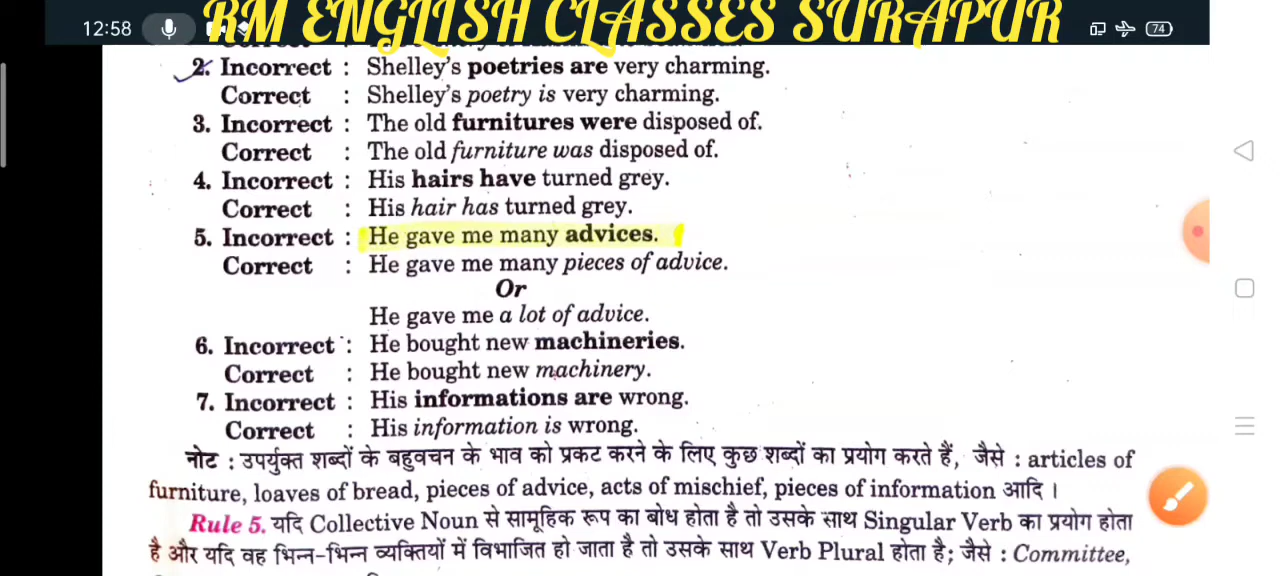 RM ENGLISH CLASSES SURAPUR
12:58
74
2. Incorrect : Shelley's poetries are very charming.
Correct : Shelley's poetry is very charming.
3. Incorrect : The old furnitures were disposed of.
Correct : The old furniture was disposed of.
4. Incorrect : His hairs have turned grey.
Correct : His hair has turned grey.
5. Incorrect : He gave me many advices.
Correct : He gave me many pieces of advice.
Or
He gave me a lot of advice.
6. Incorrect : He bought new machineries.
Correct : He bought new machinery.
7. Incorrect : His informations are wrong.
Correct : His information is wrong.
नोट : उपर्युक्त शब्दों के बहुवचन के भाव को प्रकट करने के लिए कुछ शब्दों का प्रयोग करते हैं, जैसे : articles of
furniture, loaves of bread, pieces of advice, acts of mischief, pieces of information आदि ।
Rule 5. यदि Collective Noun से सामूहिक रूप का बोध होता है तो उसके साथ Singular Verb का प्रयोग होता
है और यदि वह भिन्न-भिन्न व्यक्तियों में विभाजित हो जाता है तो उसके साथ Verb Plural होता है; जैसे : Committee,